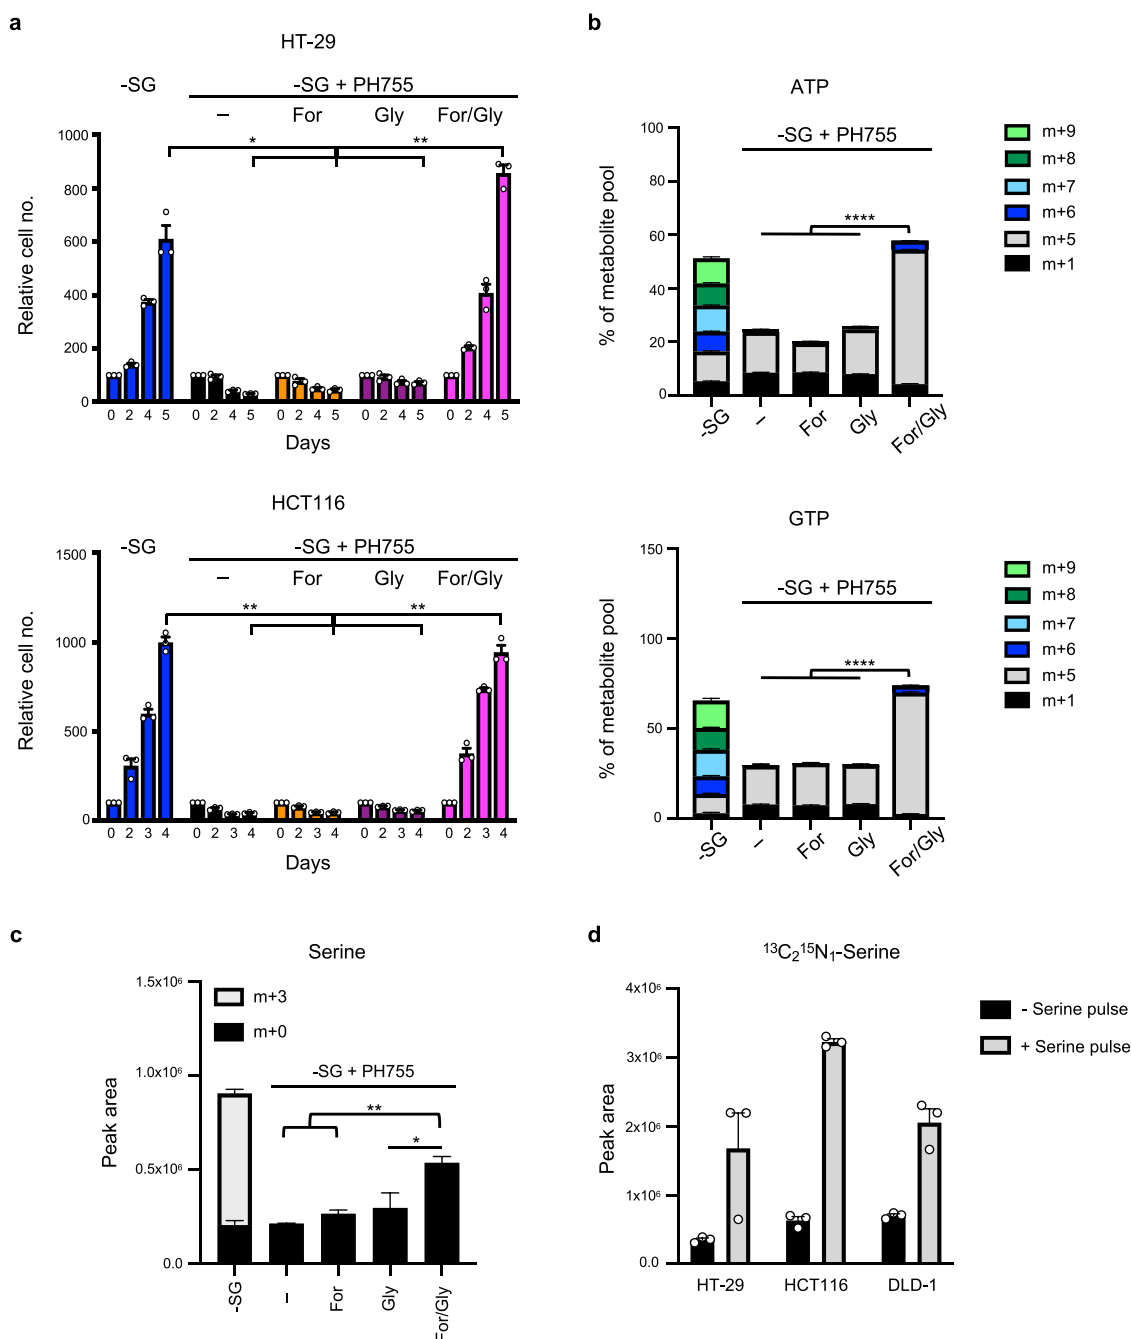 a
HT-29
-SG
-SG + PH755
– For Gly For/Gly
1000
800
600
400
200
0
Relative cell no.
* **
0 2 4 5 0 2 4 5 0 2 4 5 0 2 4 5 0 2 4 5
Days
HCT116
-SG
-SG + PH755
– For Gly For/Gly
1500
1000
500
0
Relative cell no.
** **
0 2 3 4 0 2 3 4 0 2 3 4 0 2 3 4 0 2 3 4
Days
b
ATP
-SG + PH755
****
100
80
60
40
20
0
% of metabolite pool
-SG – For Gly For/Gly
m+9
m+8
m+7
m+6
m+5
m+1
GTP
-SG + PH755
****
150
100
50
0
% of metabolite pool
-SG – For Gly For/Gly
m+9
m+8
m+7
m+6
m+5
m+1
c
Serine
m+3
m+0
-SG + PH755
**
*
1.5x10⁶
1.0x10⁶
0.5x10⁶
0.0
Peak area
-SG – For Gly For/Gly
d
¹³C₂¹⁵N₁-Serine
- Serine pulse
+ Serine pulse
4x10⁶
3x10⁶
2x10⁶
1x10⁶
0.0
Peak area
HT-29 HCT116 DLD-1